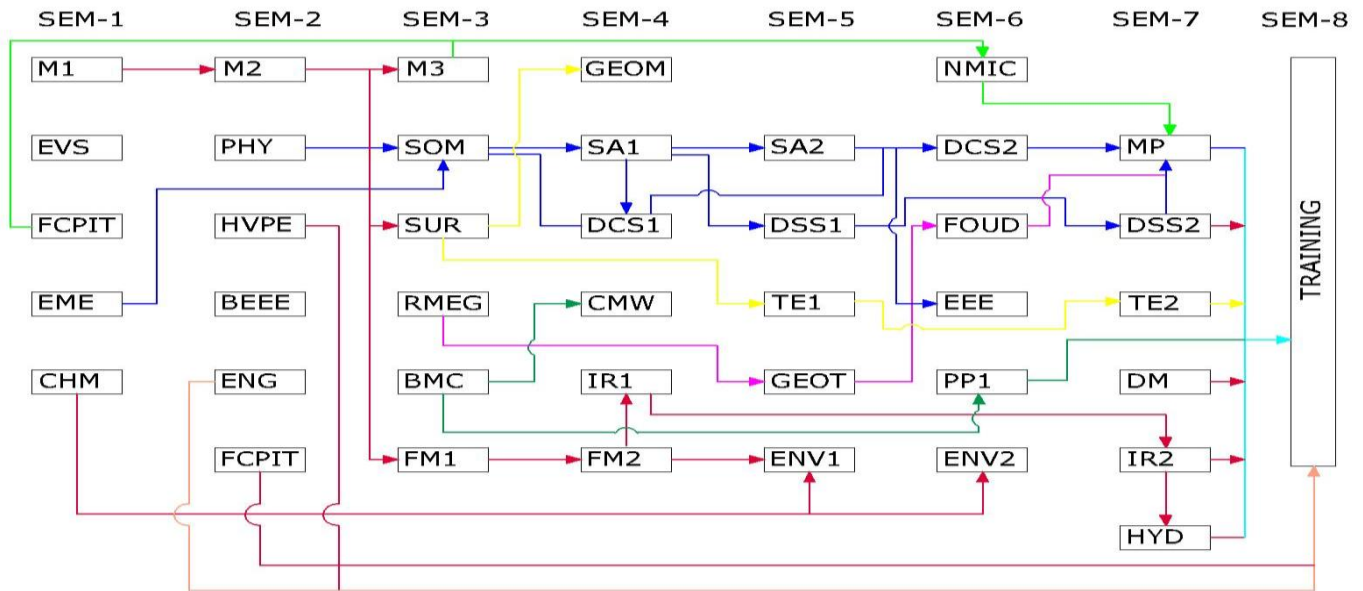 SEM-1 SEM-2 SEM-3 SEM-4 SEM-5 SEM-6 SEM-7 SEM-8
M1 M2 M3 GEOM NMIC
EVS PHY SOM SA1 SA2 DCS2 MP
FCPIT HVPE SUR DCS1 DSS1 FOUD DSS2
EME BEEE RMEG CMW TE1 EEE TE2
TRAINING
CHM ENG BMC IR1 GEOT PP1 DM
FCPIT FM1 FM2 ENV1 ENV2 IR2
HYD